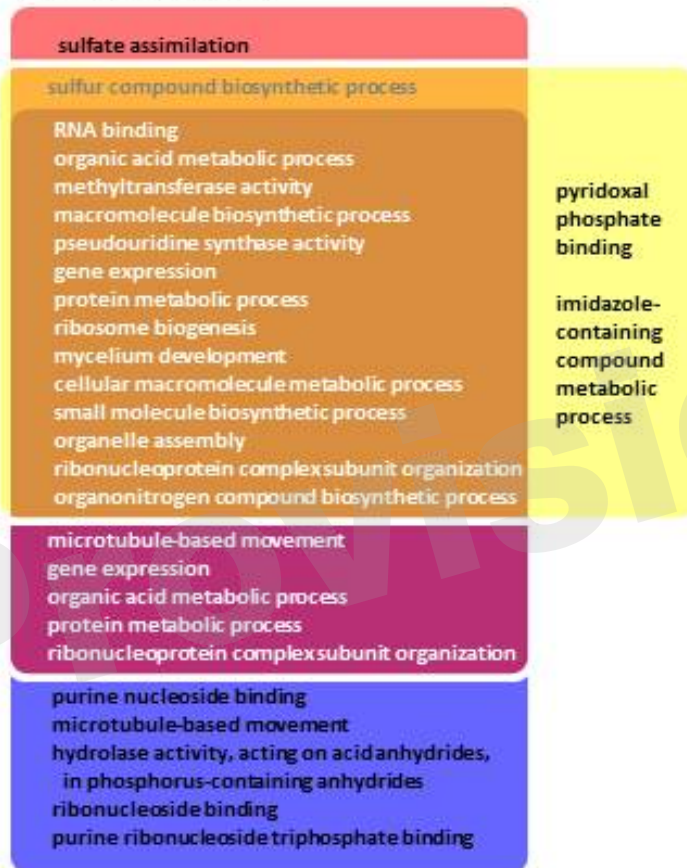 sulfate assimilation
sulfur compound biosynthetic process
RNA binding
organic acid metabolic process
methyltransferase activity
macromolecule biosynthetic process
pseudouridine synthase activity
gene expression
protein metabolic process
ribosome biogenesis
mycelium development
cellular macromolecule metabolic process
small molecule biosynthetic process
organelle assembly
ribonucleoprotein complex subunit organization
organonitrogen compound biosynthetic process
pyridoxal
phosphate
binding
imidazole-
containing
compound
metabolic
process
microtubule-based movement
gene expression
organic acid metabolic process
protein metabolic process
ribonucleoprotein complex subunit organization
purine nucleoside binding
microtubule-based movement
hydrolase activity, acting on acid anhydrides,
in phosphorus-containing anhydrides
ribonucleoside binding
purine ribonucleoside triphosphate binding